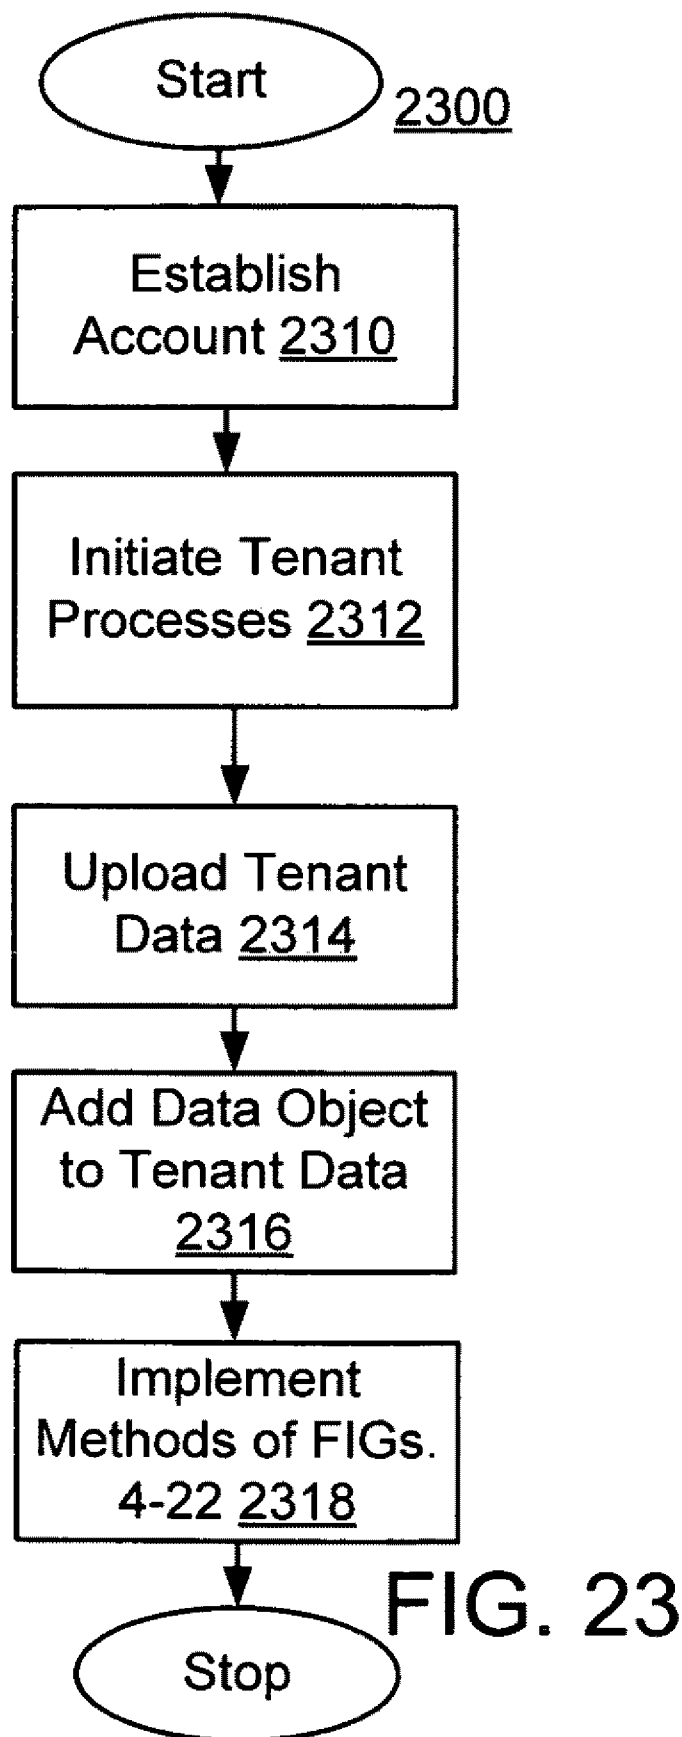 Start
2300
Establish
Account 2310
Initiate Tenant
Processes 2312
Upload Tenant
Data 2314
Add Data Object
to Tenant Data
2316
Implement
Methods of FIGs.
4-22 2318
FIG. 23
Stop